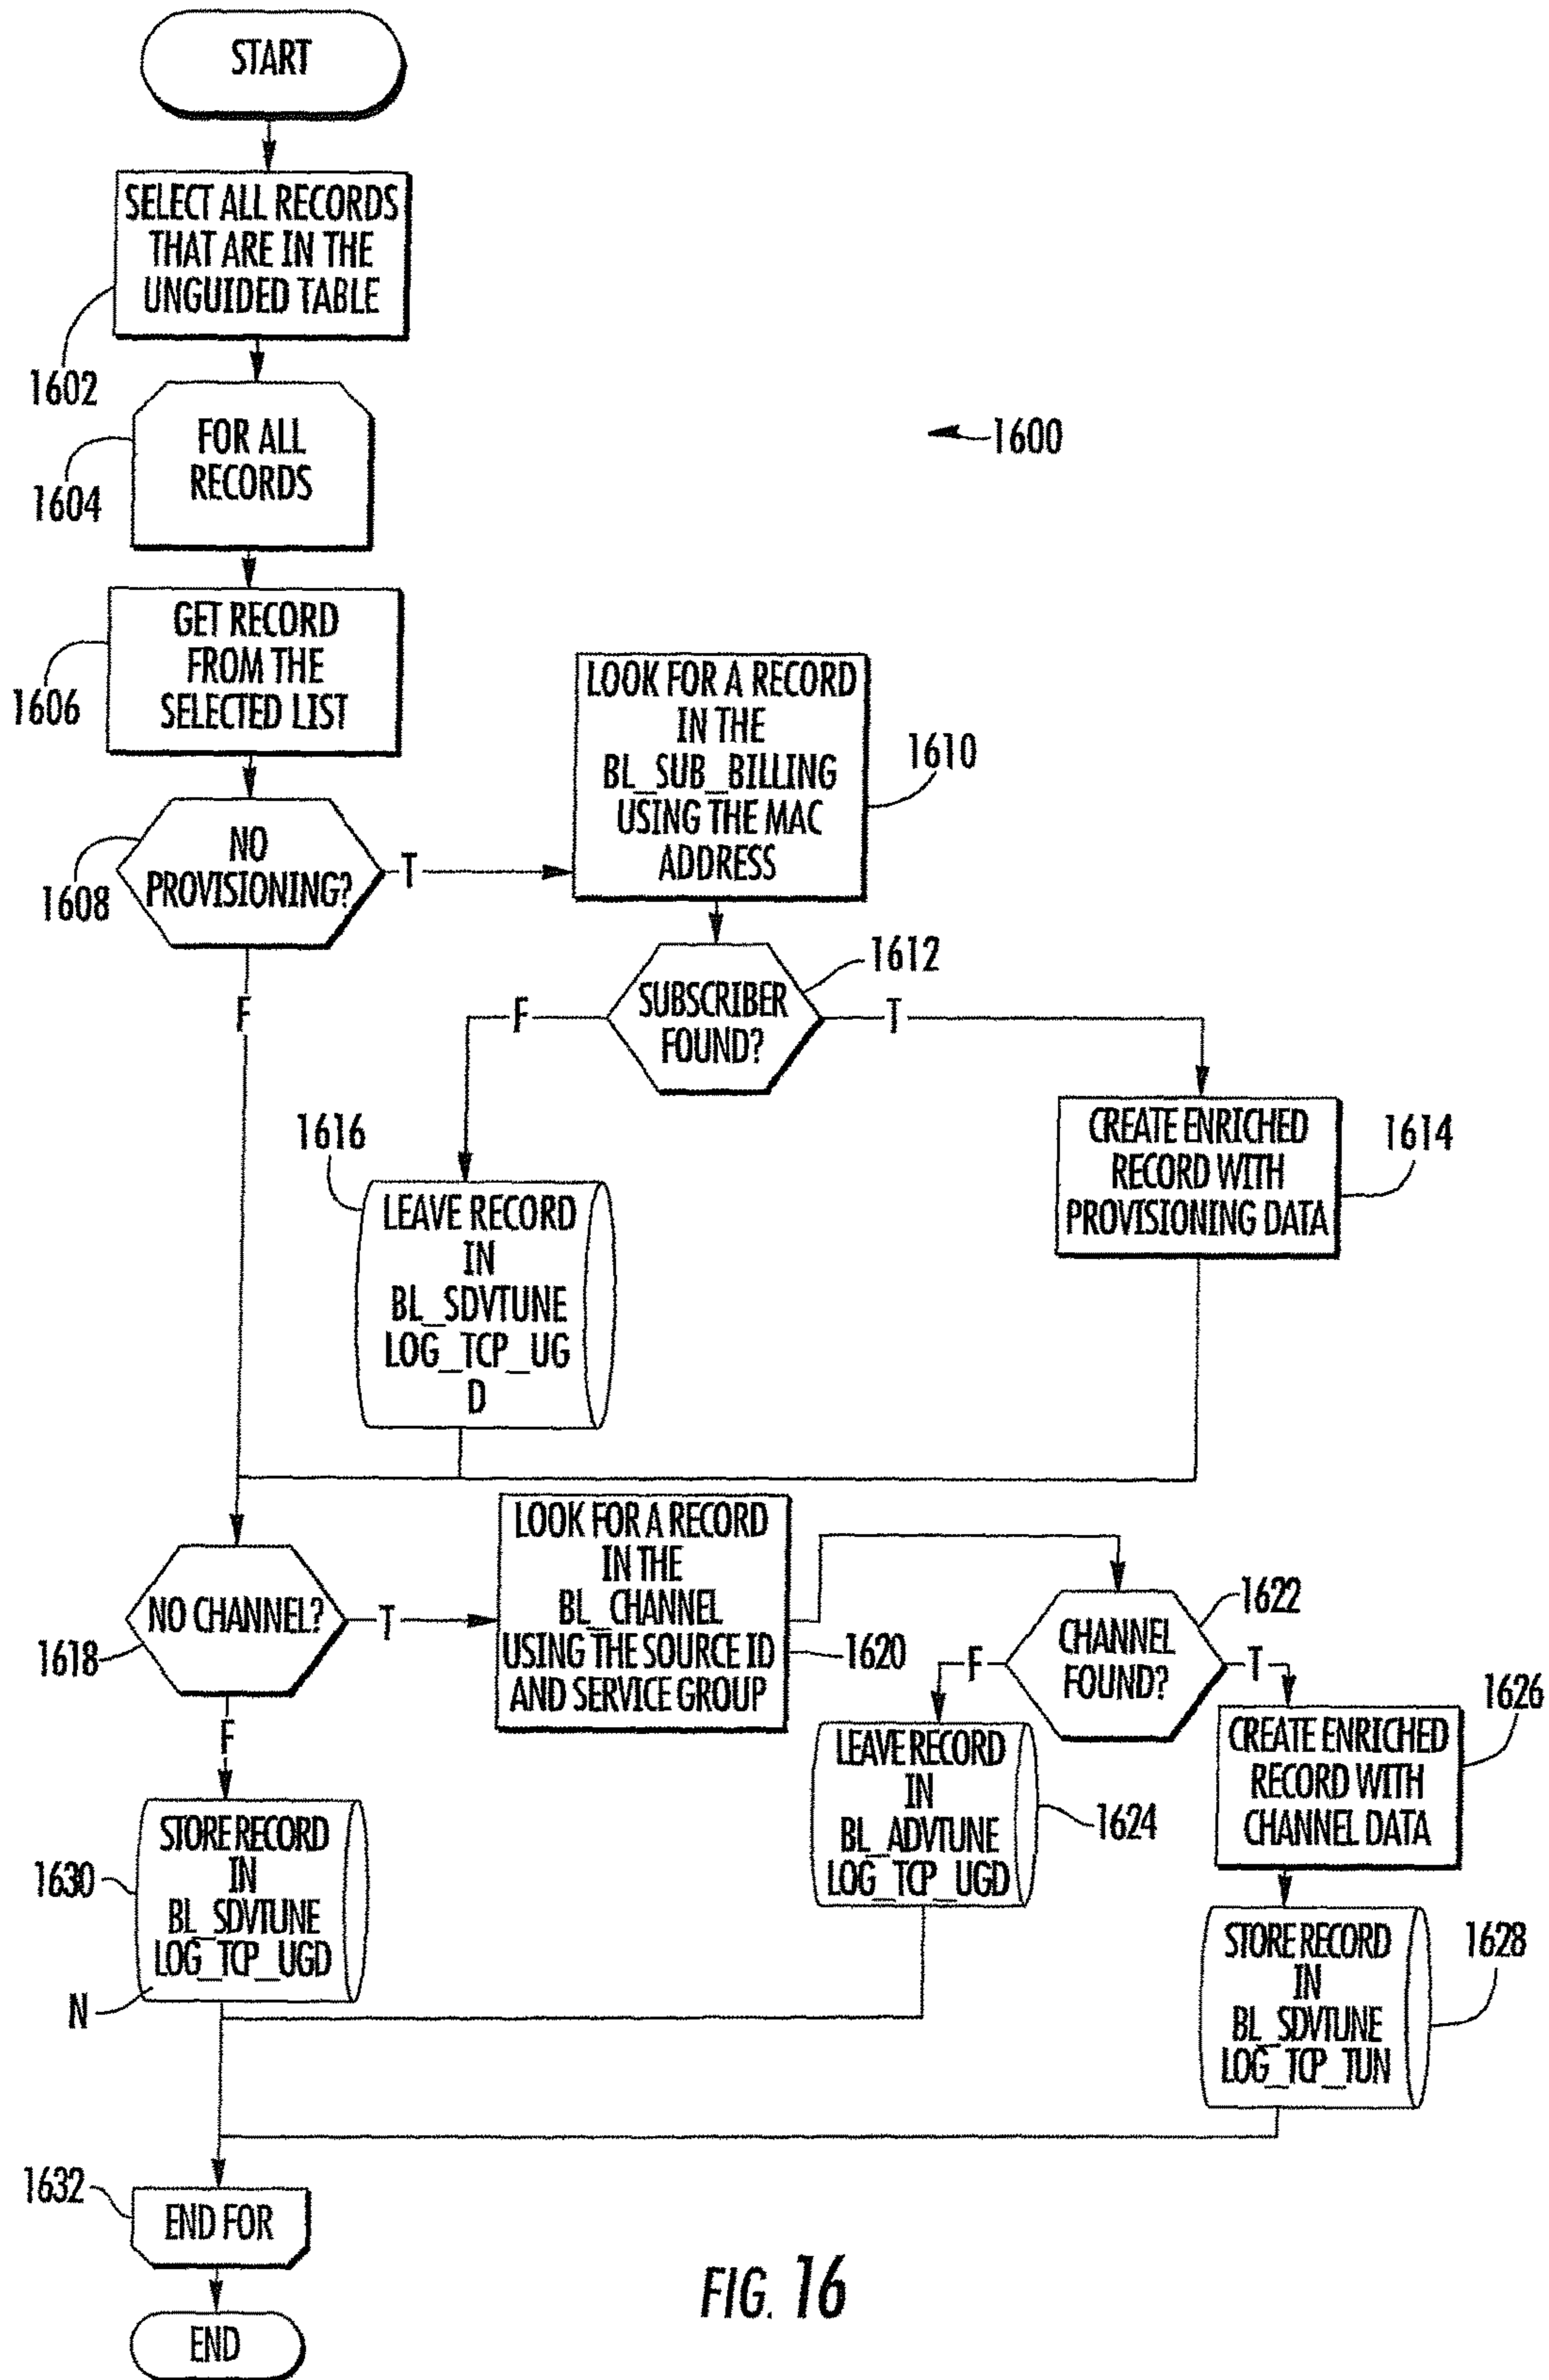 START
SELECT ALL RECORDS
THAT ARE IN THE
UNGUIDED TABLE
1602
FOR ALL
RECORDS
1604
1600
GET RECORD
FROM THE
SELECTED LIST
1606
LOOK FOR A RECORD
IN THE
BL_SUB_BILLING
USING THE MAC
ADDRESS
1610
NO
PROVISIONING?
1608
T
F
SUBSCRIBER
FOUND?
1612
F
T
1616
LEAVE RECORD
IN
BL_SDVTUNE
LOG_TCP_UG
D
CREATE ENRICHED
RECORD WITH
PROVISIONING DATA
1614
NO CHANNEL?
1618
T
F
LOOK FOR A RECORD
IN THE
BL_CHANNEL
USING THE SOURCE ID
AND SERVICE GROUP
1620
CHANNEL
FOUND?
1622
F
T
LEAVE RECORD
IN
BL_ADVTUNE
LOG_TCP_UGD
1624
CREATE ENRICHED
RECORD WITH
CHANNEL DATA
1626
STORE RECORD
IN
BL_SDVTUNE
LOG_TCP_UGD
1630
N
STORE RECORD
IN
BL_SDVTUNE
LOG_TCP_TUN
1628
1632
END FOR
END
FIG. 16